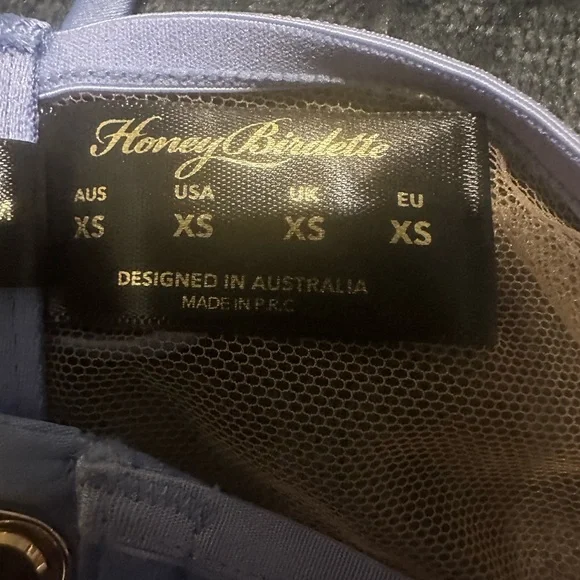 Honey Birdette
AUS USA UK EU
XS XS XS XS
DESIGNED IN AUSTRALIA
MADE IN P.R.C